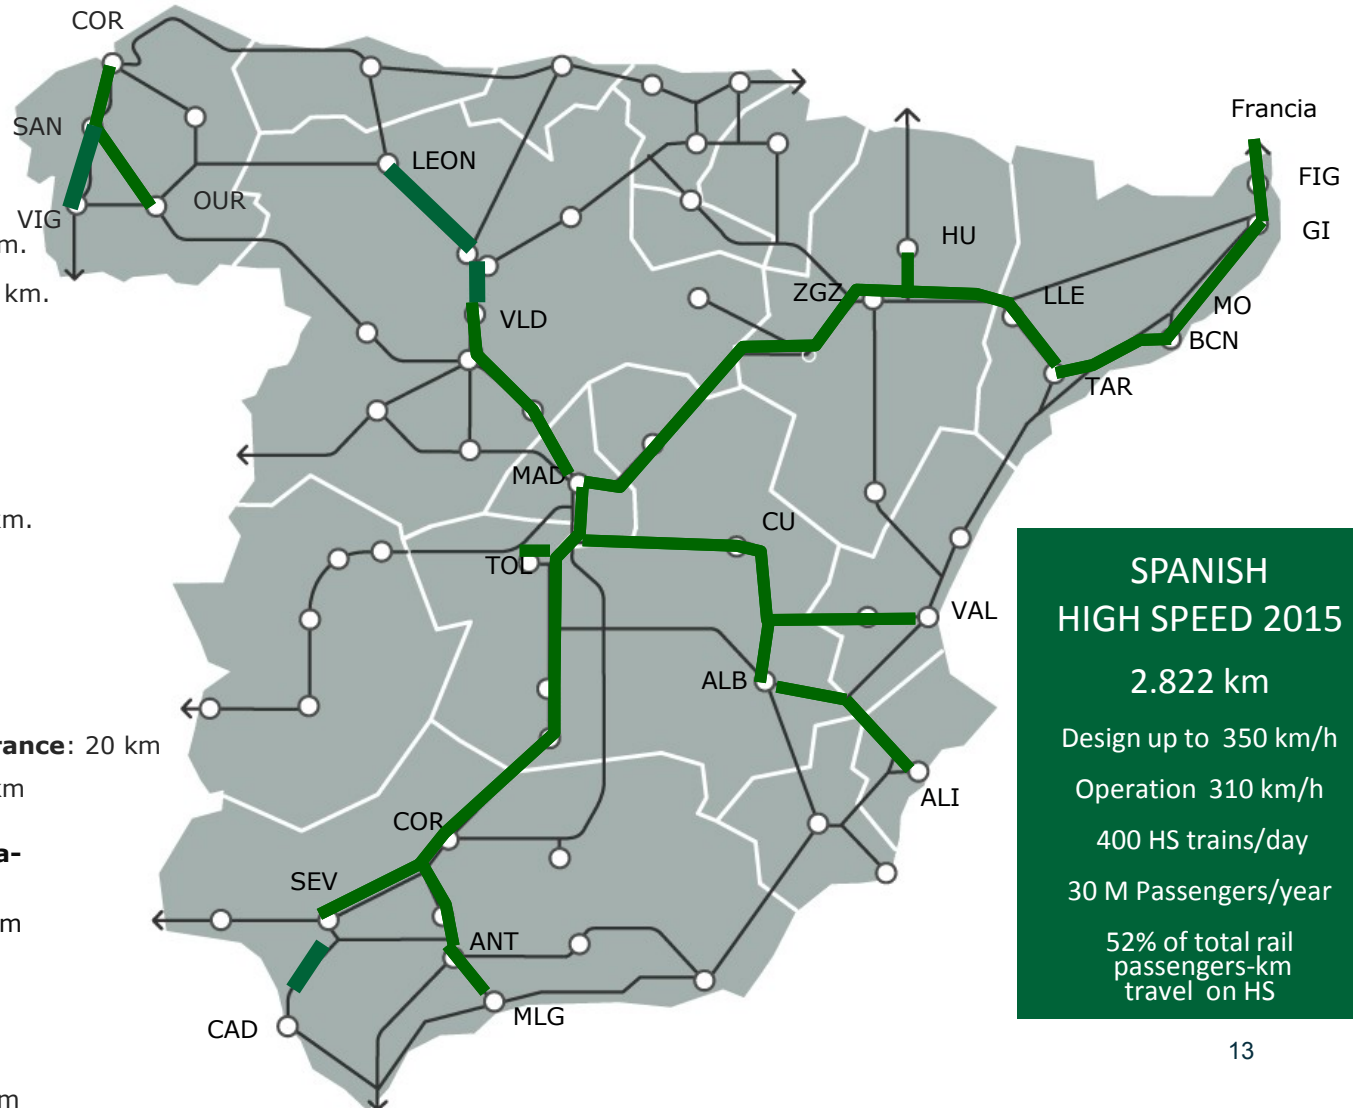 COR
SAN
LEON
OUR
VIG
m.
km.
VLD
Francia
FIG
GI
HU
ZGZ
LLE
MO
BCN
TAR
MAD
km.
CU
TOL
VAL
ALB
rance: 20 km
km
ALI
COR
a-
SEV
m
ANT
MLG
CAD
m
SPANISH
HIGH SPEED 2015
2.822 km
Design up to 350 km/h
Operation 310 km/h
400 HS trains/day
30 M Passengers/year
52% of total rail
passengers-km
travel on HS
13